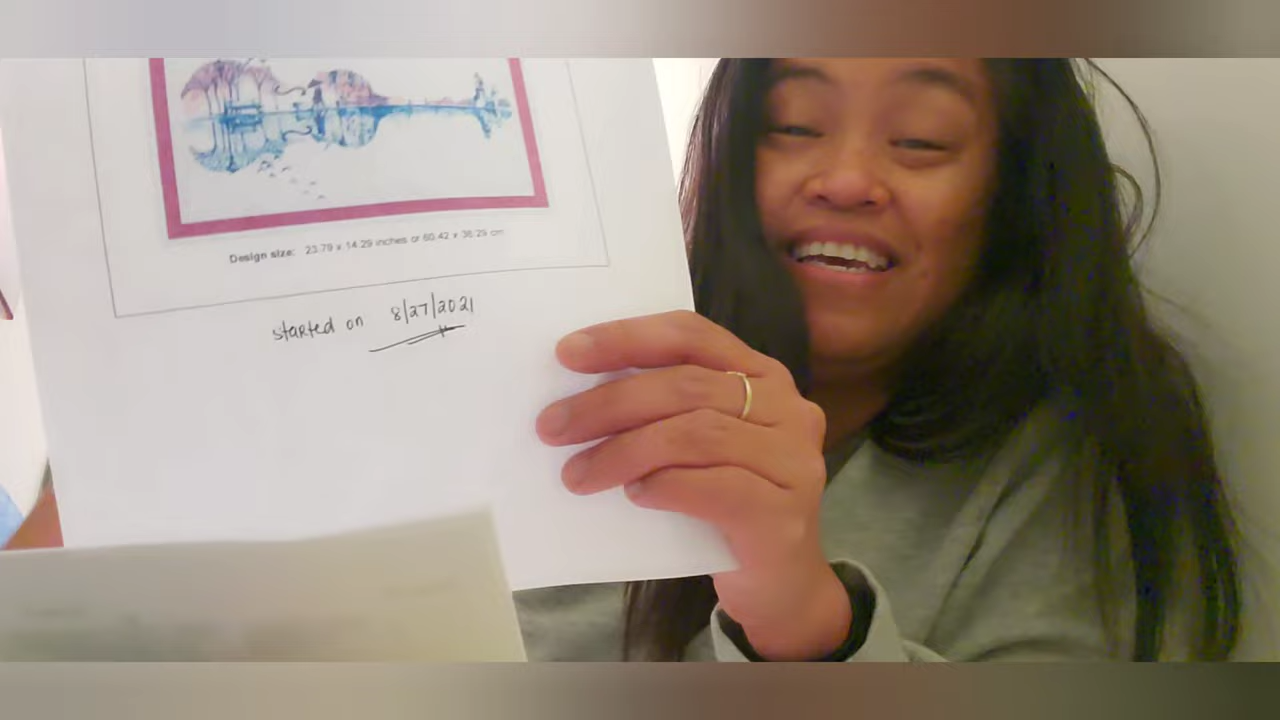 Design size: 23.79 x 14.29 inches or 60.42 x 36.29 cm
started on 8/27/2021